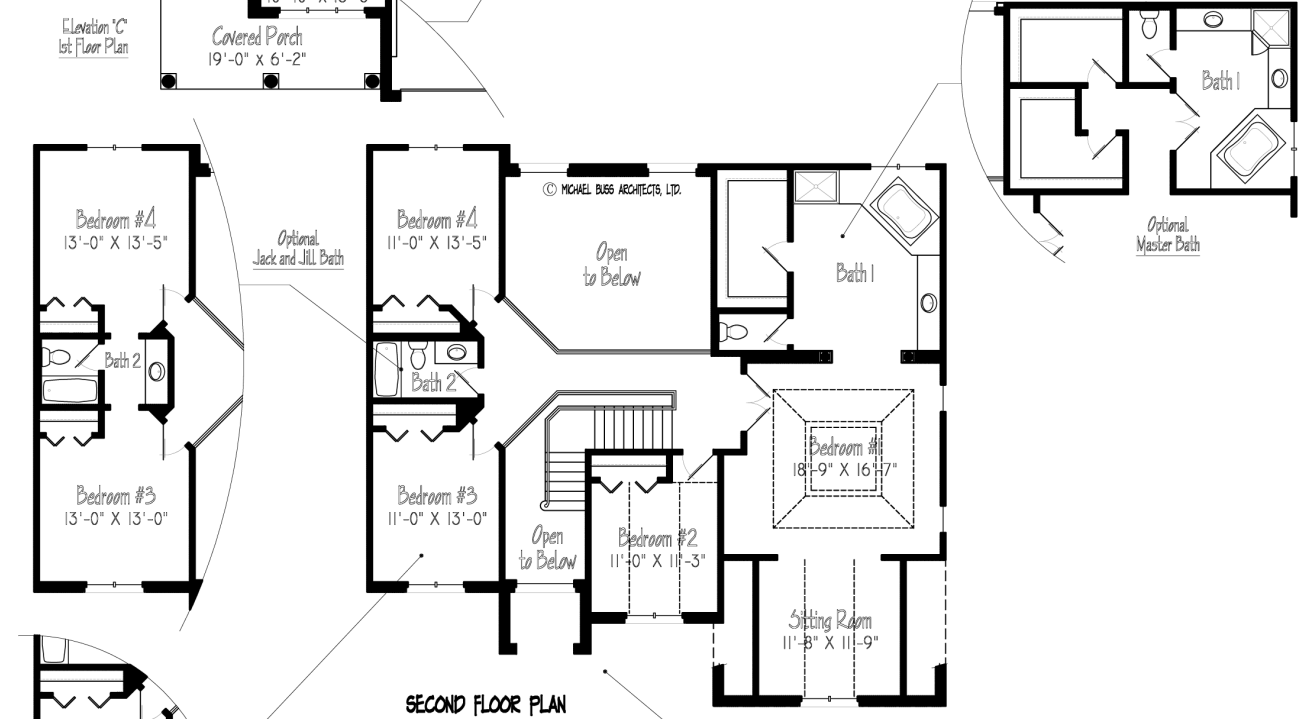 Elevation "C"
1st Floor Plan
Covered Porch
19'-0" X 6'-2"
Bath 1
Optional
Master Bath
Bedroom #4
13'-0" X 13'-5"
Optional
Jack and Jill Bath
Bedroom #4
11'-0" X 13'-5"
© MICHAEL BUSS ARCHITECTS, LTD.
Open
to Below
Bath 1
Bath 2
Bath 2
Bedroom #1
18'-9" X 16'-7"
Bedroom #3
13'-0" X 13'-0"
Bedroom #3
11'-0" X 13'-0"
Open
to Below
Bedroom #2
11'-0" X 11'-3"
Sitting Room
11'-8" X 11'-9"
SECOND FLOOR PLAN